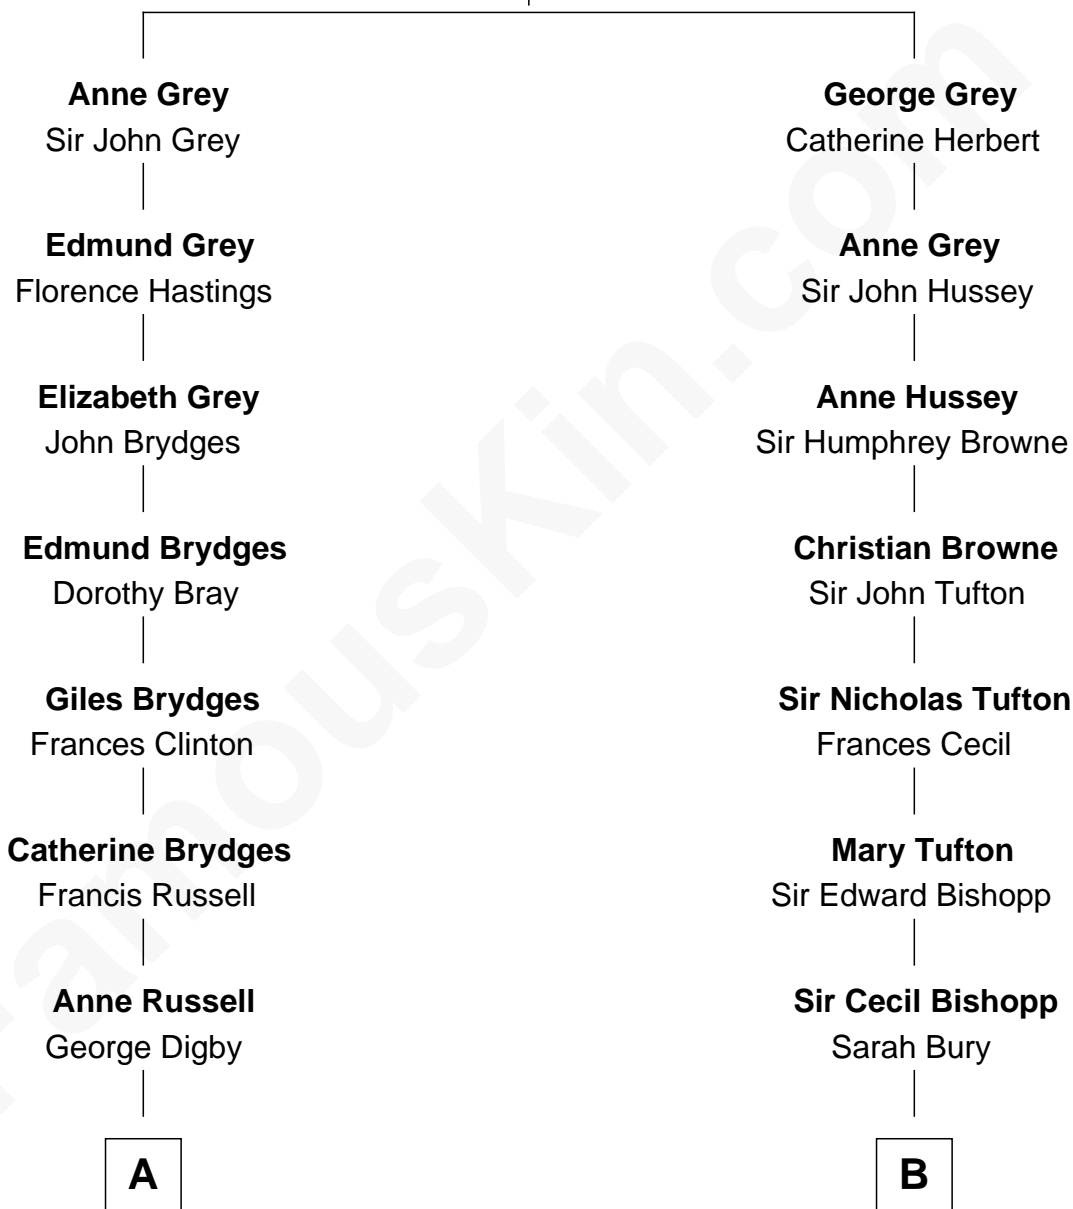 Anne Grey
Sir John Grey
Edmund Grey
Florence Hastings
Elizabeth Grey
John Brydges
Edmund Brydges
Dorothy Bray
Giles Brydges
Frances Clinton
Catherine Brydges
Francis Russell
Anne Russell
George Digby
A
George Grey
Catherine Herbert
Anne Grey
Sir John Hussey
Anne Hussey
Sir Humphrey Browne
Christian Browne
Sir John Tufton
Sir Nicholas Tufton
Frances Cecil
Mary Tufton
Sir Edward Bishopp
Sir Cecil Bishopp
Sarah Bury
B
FamousKin.com